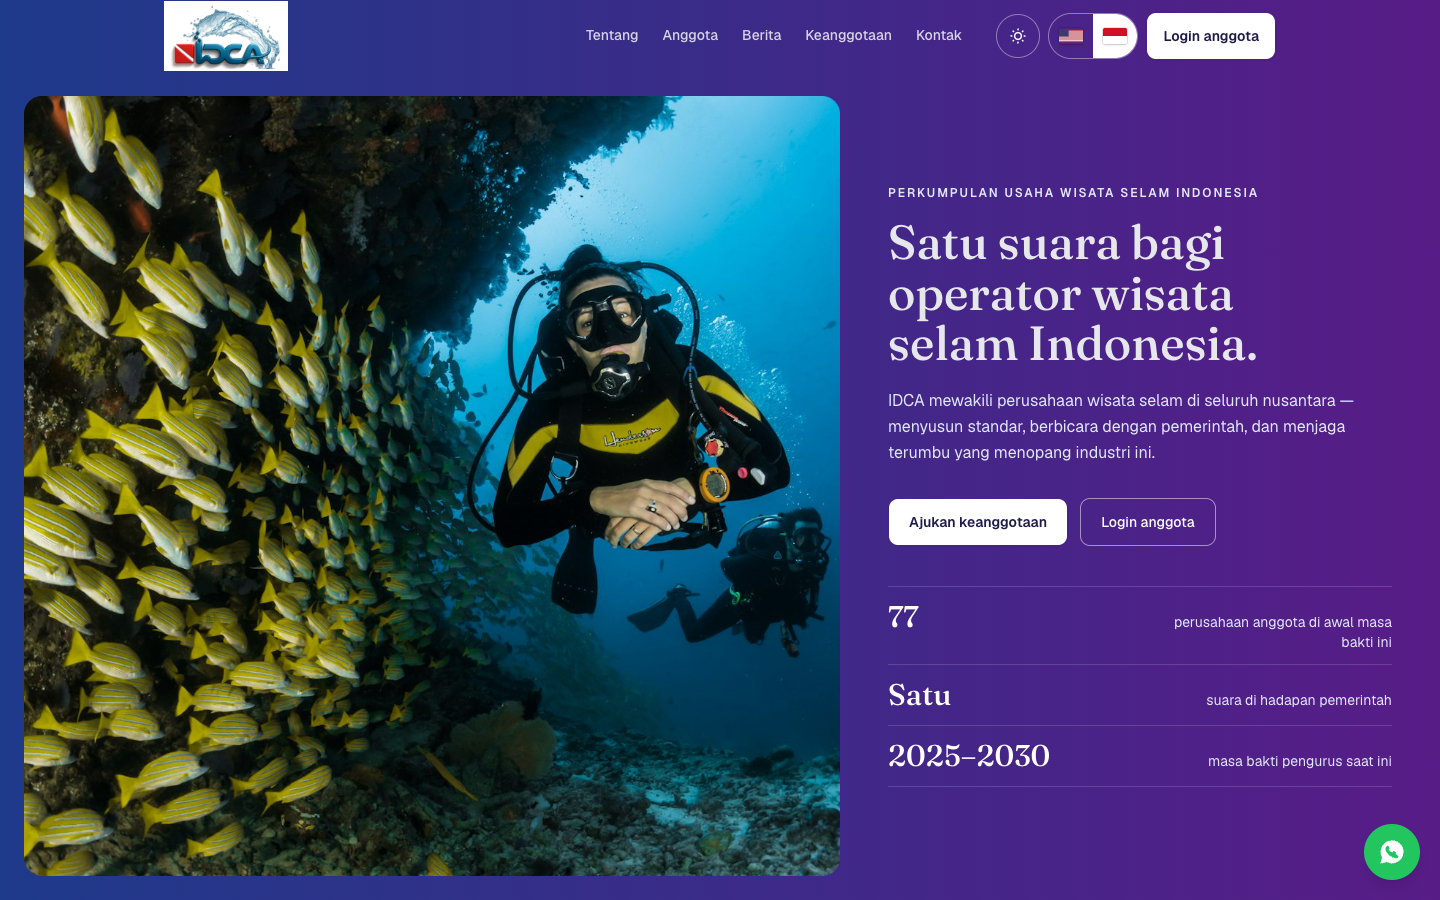 IDCA
Tentang
Anggota
Berita
Keanggotaan
Kontak
Login anggota
Henderson
PERKUMPULAN USAHA WISATA SELAM INDONESIA
Satu suara bagi
operator wisata
selam Indonesia.
IDCA mewakili perusahaan wisata selam di seluruh nusantara —
menyusun standar, berbicara dengan pemerintah, dan menjaga
terumbu yang menopang industri ini.
Ajukan keanggotaan
Login anggota
77
perusahaan anggota di awal masa
bakti ini
Satu
suara di hadapan pemerintah
2025–2030
masa bakti pengurus saat ini